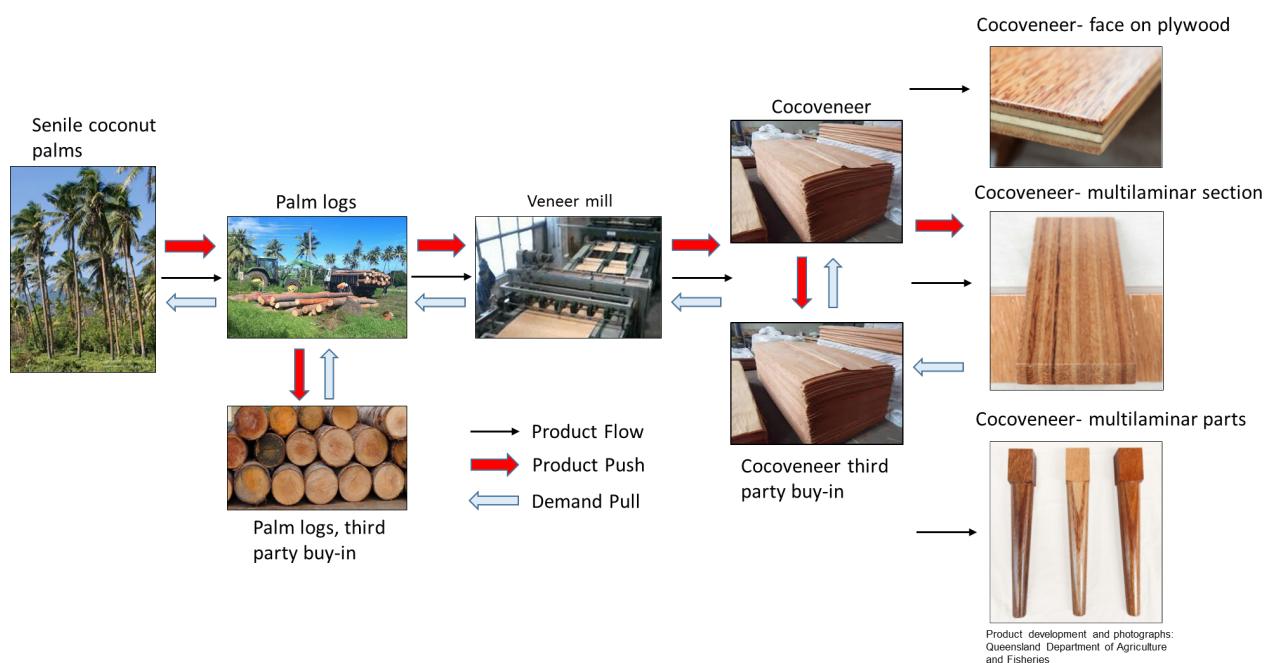 Cocoveneer- face on plywood
Cocoveneer
Senile coconut
palms
Palm logs
Veneer mill
Cocoveneer- multilaminar section
Cocoveneer- multilaminar parts
Product Flow
Product Push
Demand Pull
Cocoveneer third
party buy-in
Palm logs, third
party buy-in
Product development and photographs:
Queensland Department of Agriculture
and Fisheries